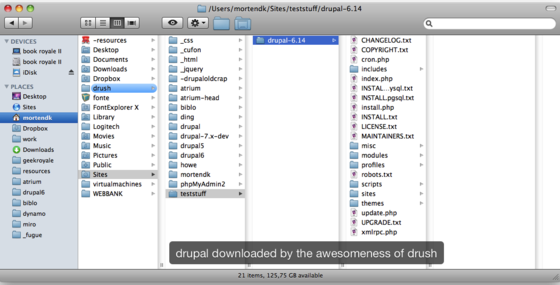 /Users/mortendk/Sites/teststuff/drupal-6.14
DEVICES
book royale II
book royale II
iDisk
PLACES
Desktop
Sites
mortendk
Dropbox
work
Downloads
geekroyale
resources
atrium
drupal6
biblo
dynamo
miro
_fugue
-resources
Desktop
Documents
Downloads
Dropbox
drush
fonte
FontExplorer X
Library
Logitech
Movies
Music
Pictures
Public
Sites
virtualmachines
WEBBANK
_css
_cufon
_html
_jquery
-drupaloldcrap
atrium
atrium-head
biblo
ding
drupal
drupal-7.x-dev
drupal5
drupal6
howe
mortendk
phpMyAdmin2
teststuff
drupal-6.14
CHANGELOG.txt
COPYRIGHT.txt
cron.php
includes
index.php
INSTAL...ysql.txt
INSTALL.pgsql.txt
install.php
INSTALL.txt
LICENSE.txt
MAINTAINERS.txt
misc
modules
profiles
robots.txt
scripts
sites
themes
update.php
UPGRADE.txt
xmlrpc.php
drupal downloaded by the awesomeness of drush
21 items, 125,75 GB available